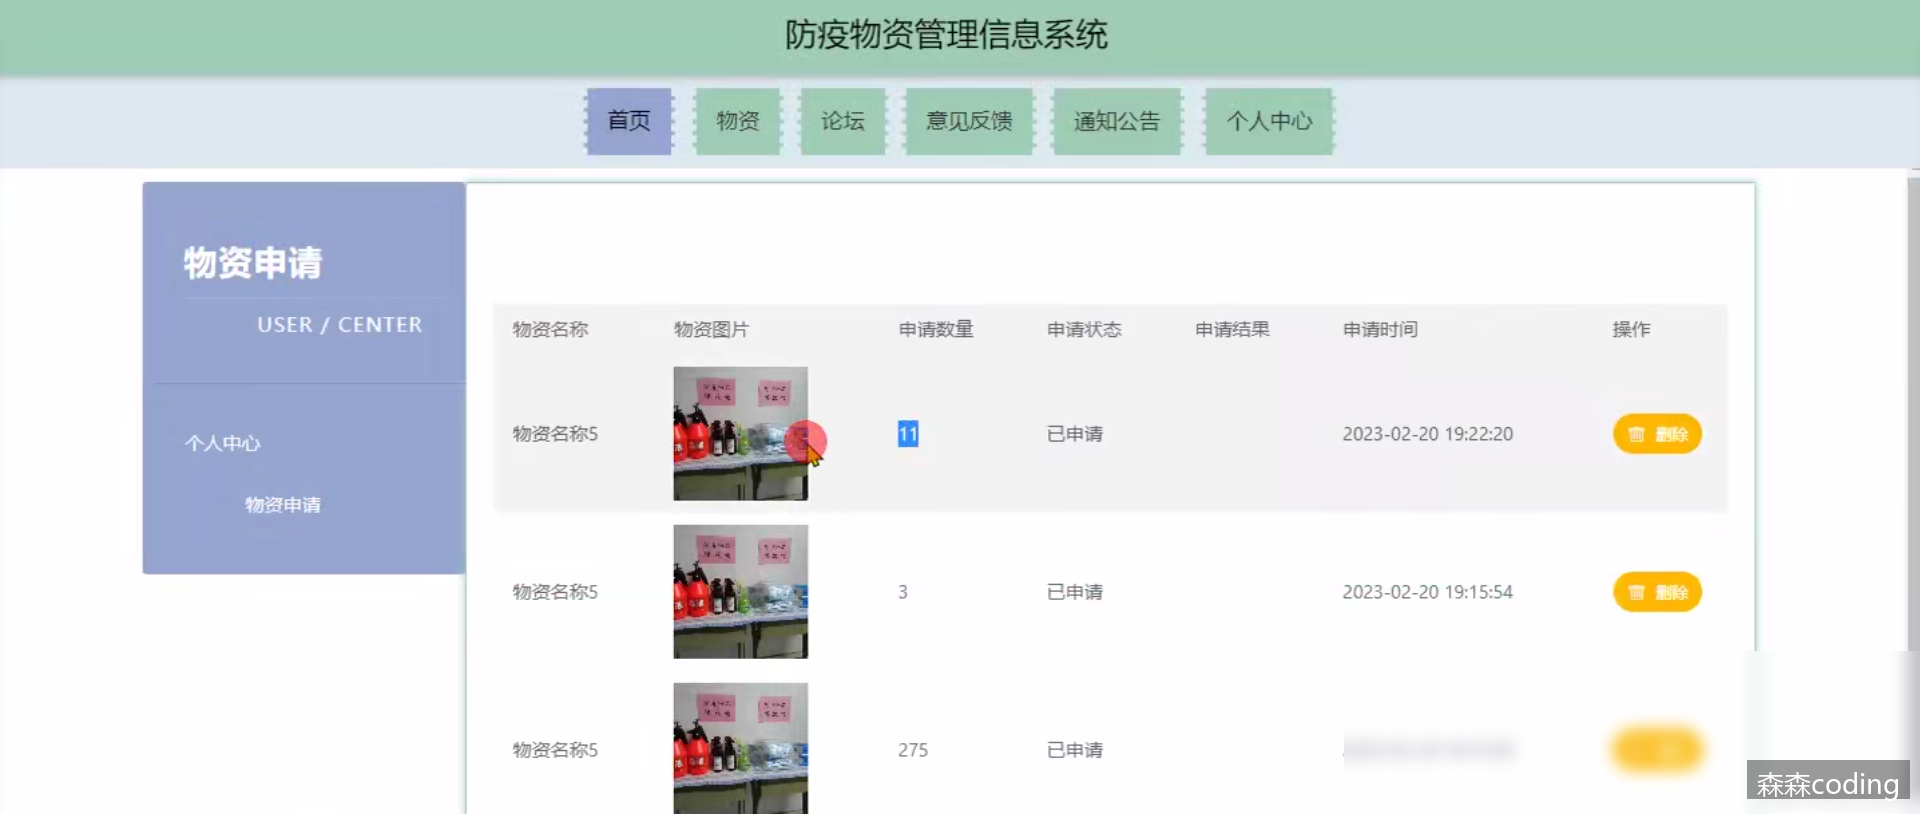 防疫物资管理信息系统
首页 物资 论坛 意见反馈 通知公告 个人中心
物资申请
USER / CENTER
个人中心
物资申请
物资名称 物资图片 申请数量 申请状态 申请结果 申请时间 操作
物资名称5 11 已申请 2023-02-20 19:22:20 删除
物资名称5 3 已申请 2023-02-20 19:15:54 删除
物资名称5 275 已申请
森森coding